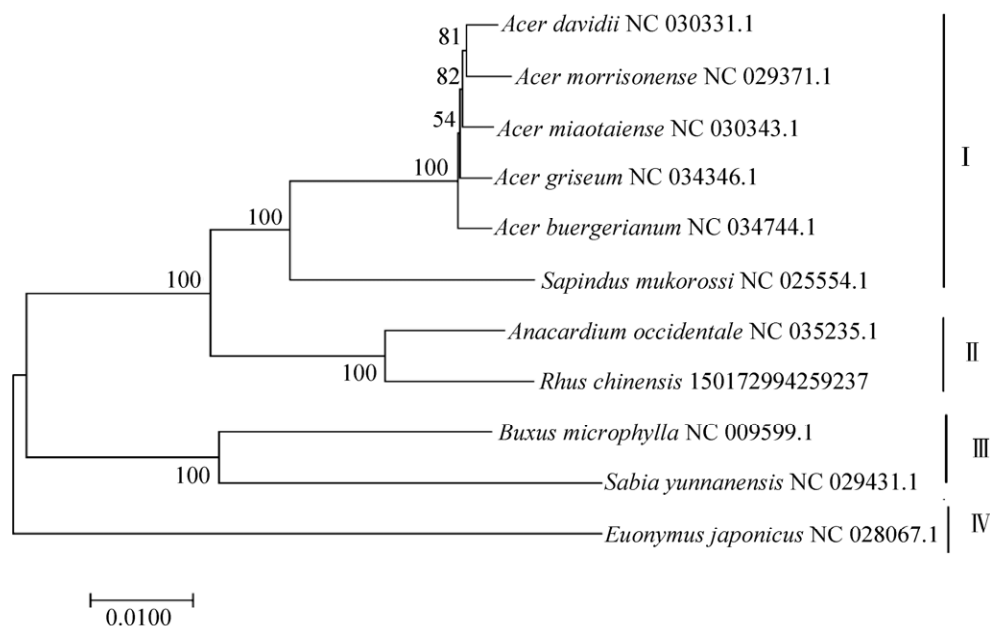 Acer davidii NC 030331.1
81
Acer morrisonense NC 029371.1
82
Acer miaotaiense NC 030343.1
54
Acer griseum NC 034346.1
100
Acer buergerianum NC 034744.1
100
Sapindus mukorossi NC 025554.1
I
100
Anacardium occidentale NC 035235.1
100
Rhus chinensis 150172994259237
II
Buxus microphylla NC 009599.1
100
Sabia yunnanensis NC 029431.1
III
Euonymus japonicus NC 028067.1
IV
0.0100